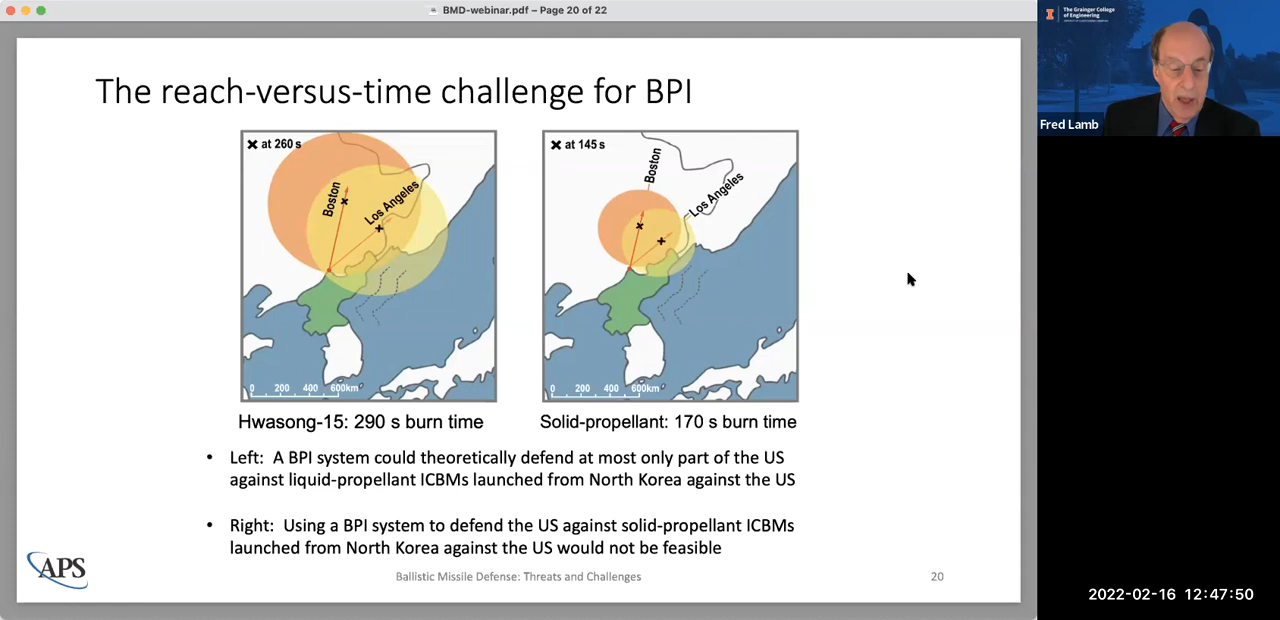 BMD-webinar.pdf – Page 20 of 22
The Grainger College
of Engineering
Fred Lamb
The reach-versus-time challenge for BPI
✖ at 260 s
Boston
Los Angeles
0 200 400 600km
✖ at 145 s
Boston
Los Angeles
0 200 400 600km
Hwasong-15: 290 s burn time
Solid-propellant: 170 s burn time
• Left: A BPI system could theoretically defend at most only part of the US
against liquid-propellant ICBMs launched from North Korea against the US
• Right: Using a BPI system to defend the US against solid-propellant ICBMs
launched from North Korea against the US would not be feasible
APS
Ballistic Missile Defense: Threats and Challenges
20
2022-02-16 12:47:50